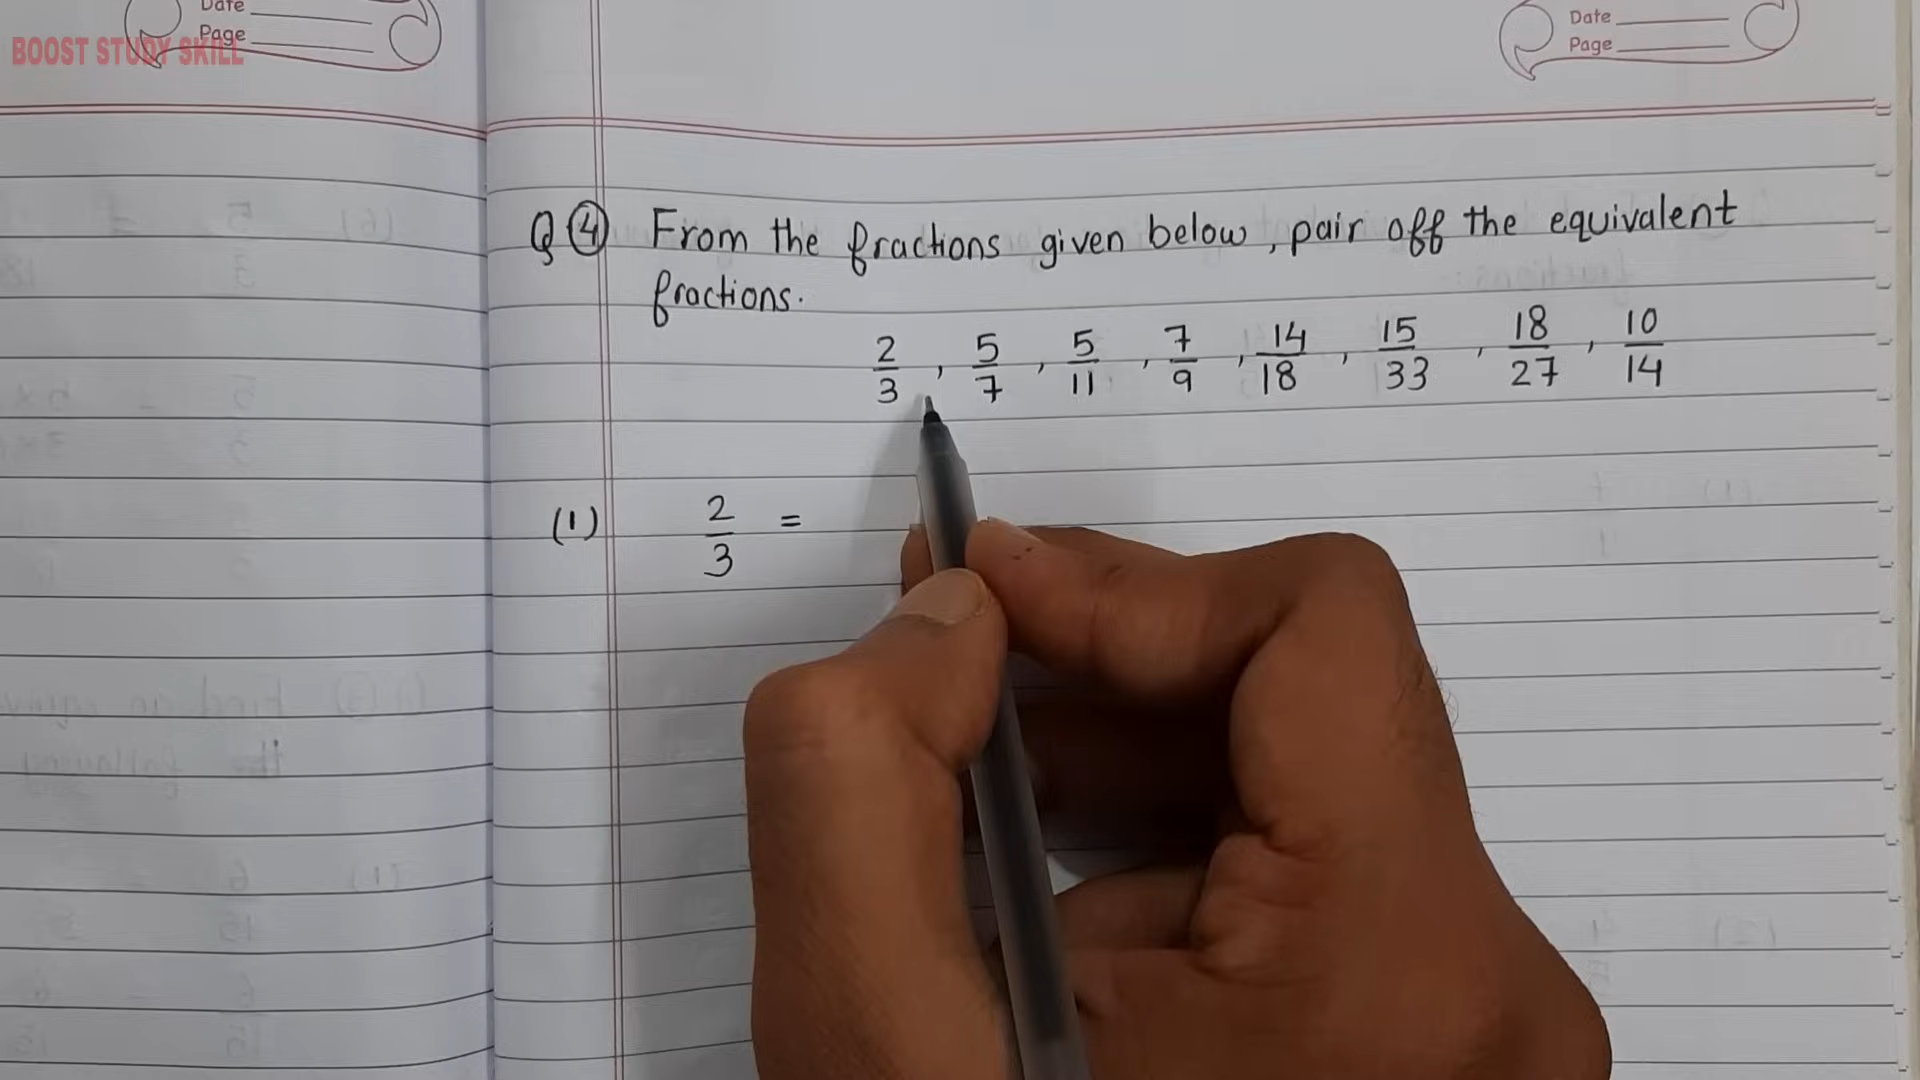 Date
Page
BOOST STUDY SKILL
Date
Page
Q ④ From the fractions given below, pair off the equivalent
fractions.
2/3 , 5/7 , 5/11 , 7/9 , 14/18 , 15/33 , 18/27 , 10/14
(1) 2/3 =